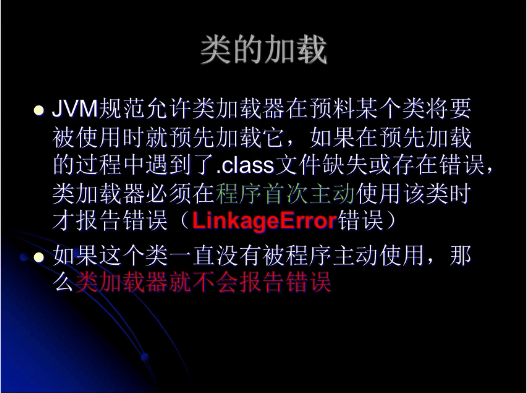 类的加载
JVM规范允许类加载器在预料某个类将要
被使用时就预先加载它，如果在预先加载
的过程中遇到了.class文件缺失或存在错误，
类加载器必须在程序首次主动使用该类时
才报告错误（LinkageError错误）
如果这个类一直没有被程序主动使用，那
么类加载器就不会报告错误